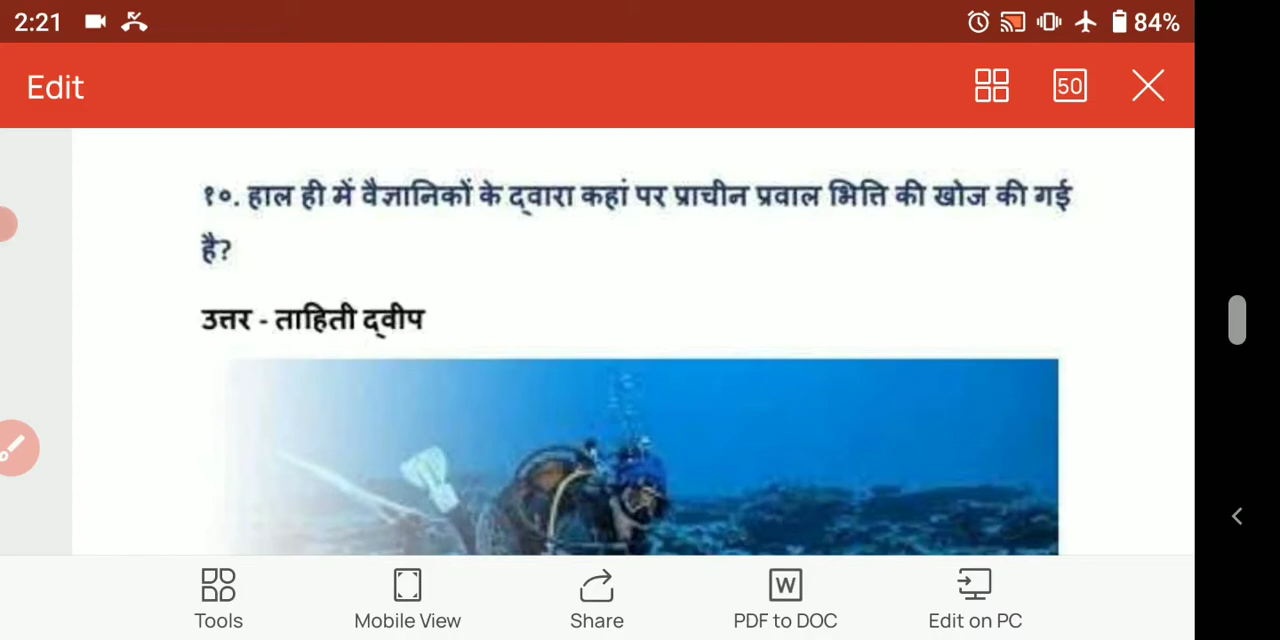 2:21
84%
Edit
50
१०. हाल ही में वैज्ञानिकों के द्वारा कहां पर प्राचीन प्रवाल भित्ति की खोज की गई
है?
उत्तर - ताहिती द्वीप
W
Tools
Mobile View
Share
PDF to DOC
Edit on PC